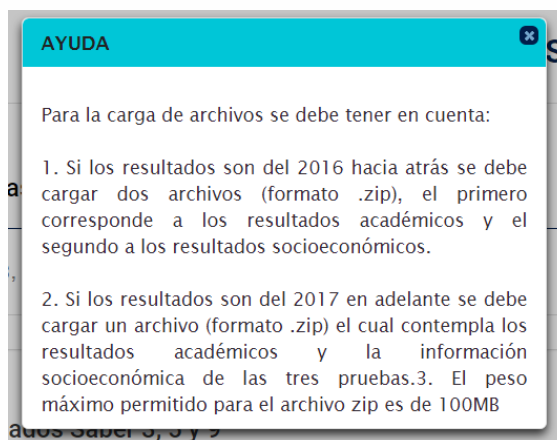 AYUDA
Para la carga de archivos se debe tener en cuenta:
1. Si los resultados son del 2016 hacia atrás se debe
cargar dos archivos (formato .zip), el primero
corresponde a los resultados académicos y el
segundo a los resultados socioeconómicos.
2. Si los resultados son del 2017 en adelante se debe
cargar un archivo (formato .zip) el cual contempla los
resultados académicos y la información
socioeconómica de las tres pruebas.3. El peso
máximo permitido para el archivo zip es de 100MB